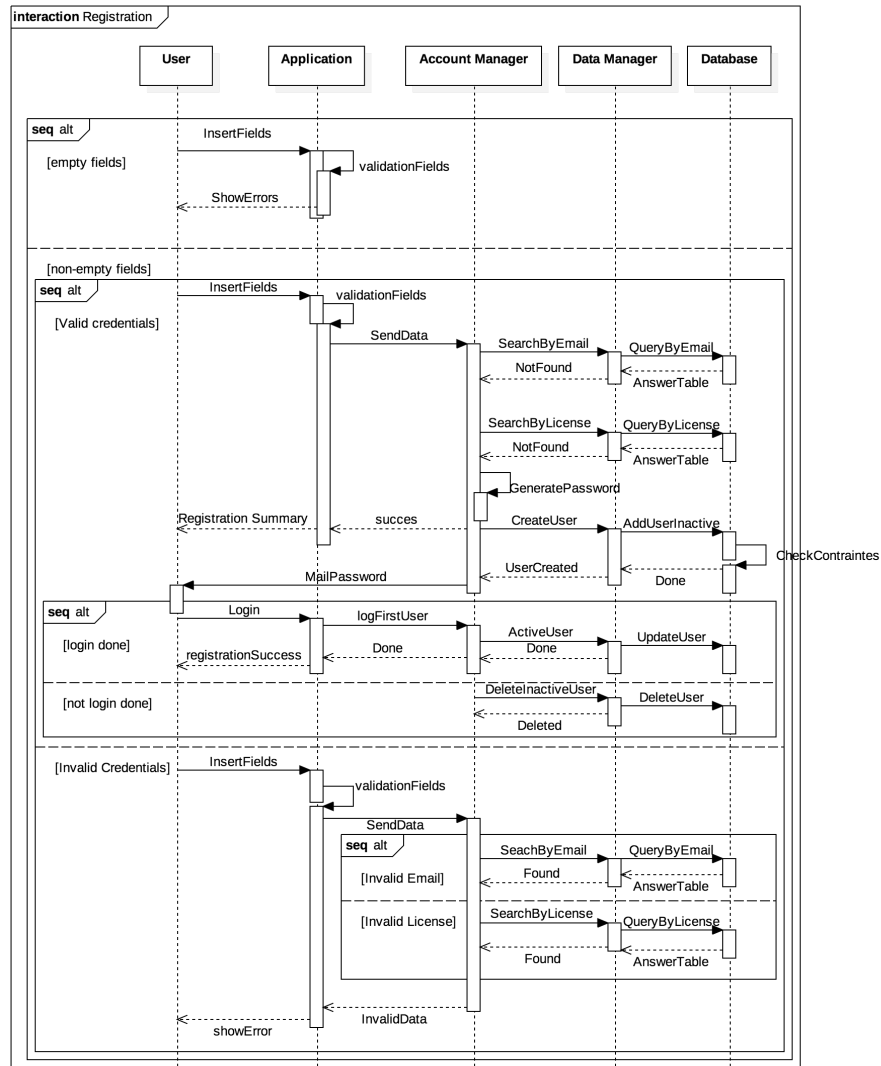 interaction Registration
User
Application
Account Manager
Data Manager
Database
seq alt
InsertFields
[empty fields]
validationFields
ShowErrors
[non-empty fields]
seq alt
InsertFields
validationFields
[Valid credentials]
SendData
SearchByEmail
QueryByEmail
NotFound
AnswerTable
SearchByLicense
QueryByLicense
NotFound
AnswerTable
GeneratePassword
Registration Summary
succes
CreateUser
AddUserInactive
CheckContraintes
UserCreated
Done
MailPassword
seq alt
Login
logFirstUser
[login done]
ActiveUser
UpdateUser
registrationSuccess
Done
Done
[not login done]
DeleteInactiveUser
DeleteUser
Deleted
[Invalid Credentials]
InsertFields
validationFields
SendData
seq alt
SeachByEmail
QueryByEmail
[Invalid Email]
Found
AnswerTable
[Invalid License]
SearchByLicense
QueryByLicense
Found
AnswerTable
InvalidData
showError